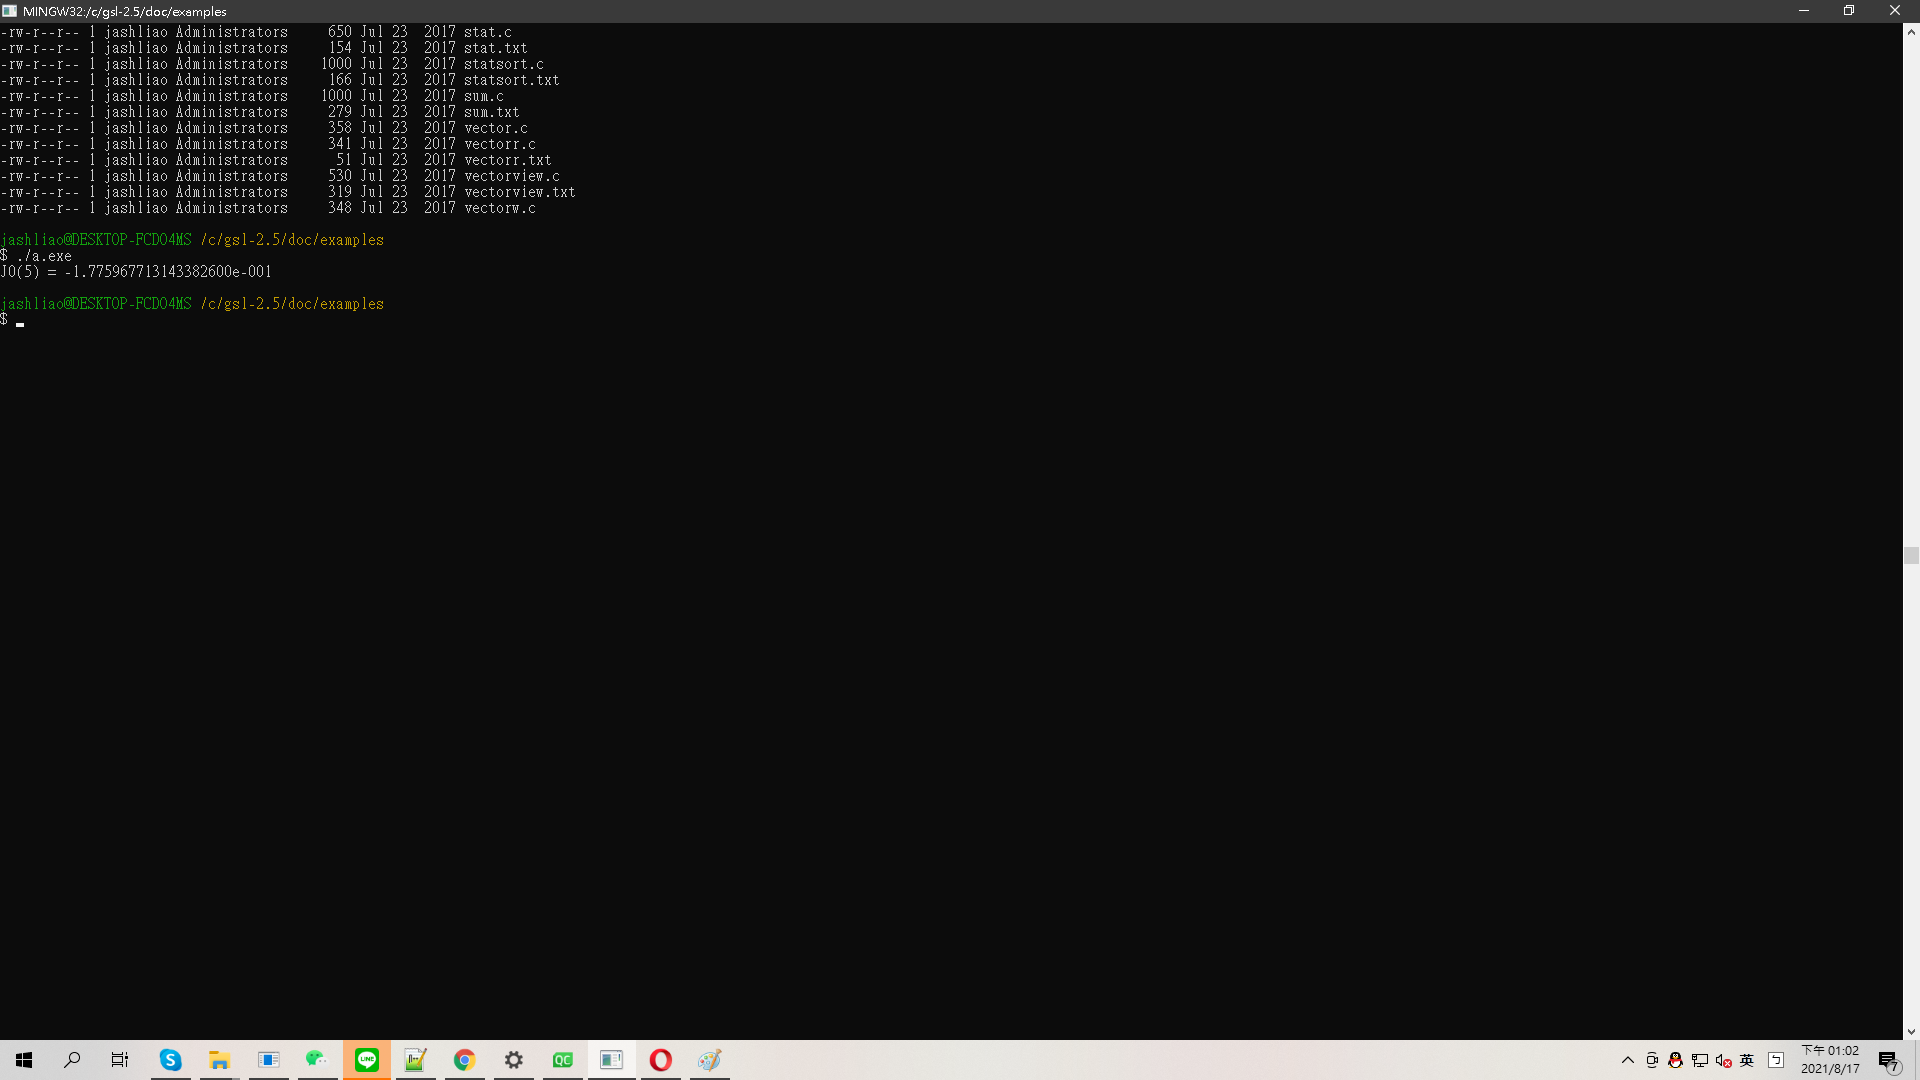 MINGW32:/c/gsl-2.5/doc/examples
-rw-r--r-- 1 jashliao Administrators     650 Jul 23  2017 stat.c
-rw-r--r-- 1 jashliao Administrators     154 Jul 23  2017 stat.txt
-rw-r--r-- 1 jashliao Administrators    1000 Jul 23  2017 statsort.c
-rw-r--r-- 1 jashliao Administrators     166 Jul 23  2017 statsort.txt
-rw-r--r-- 1 jashliao Administrators    1000 Jul 23  2017 sum.c
-rw-r--r-- 1 jashliao Administrators     279 Jul 23  2017 sum.txt
-rw-r--r-- 1 jashliao Administrators     358 Jul 23  2017 vector.c
-rw-r--r-- 1 jashliao Administrators     341 Jul 23  2017 vectorr.c
-rw-r--r-- 1 jashliao Administrators      51 Jul 23  2017 vectorr.txt
-rw-r--r-- 1 jashliao Administrators     530 Jul 23  2017 vectorview.c
-rw-r--r-- 1 jashliao Administrators     319 Jul 23  2017 vectorview.txt
-rw-r--r-- 1 jashliao Administrators     348 Jul 23  2017 vectorw.c
jashliao@DESKTOP-FCDO4MS /c/gsl-2.5/doc/examples
$ ./a.exe
J0(5) = -1.775967713143382600e-001
jashliao@DESKTOP-FCDO4MS /c/gsl-2.5/doc/examples
$
S
LINE
QC
英
ㄅ
下午 01:02
2021/8/17
7